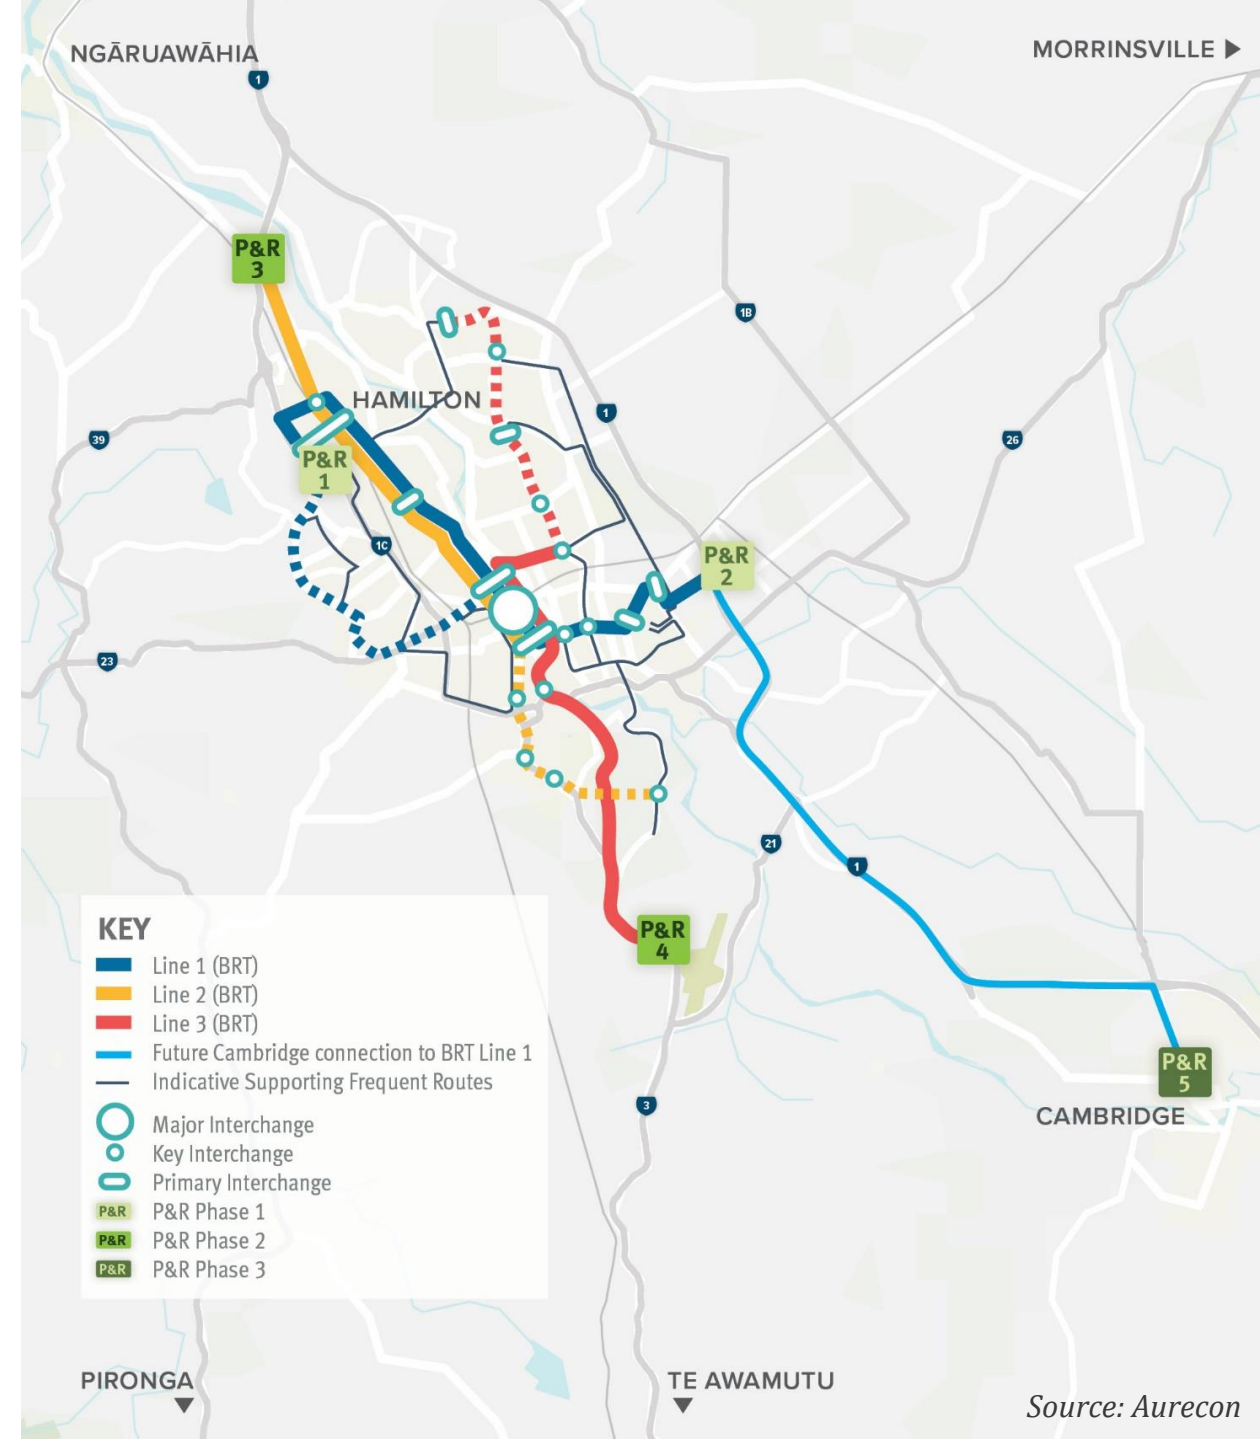 NGĀRUAWĀHIA
MORRINSVILLE
1
P&R
3
1B
HAMILTON
1
39
26
P&R
1
1C
P&R
2
23
21
1
P&R
4
KEY
Line 1 (BRT)
Line 2 (BRT)
Line 3 (BRT)
Future Cambridge connection to BRT Line 1
Indicative Supporting Frequent Routes
Major Interchange
Key Interchange
Primary Interchange
P&R P&R Phase 1
P&R P&R Phase 2
P&R P&R Phase 3
P&R
5
3
CAMBRIDGE
PIRONGA
TE AWAMUTU
Source: Aurecon